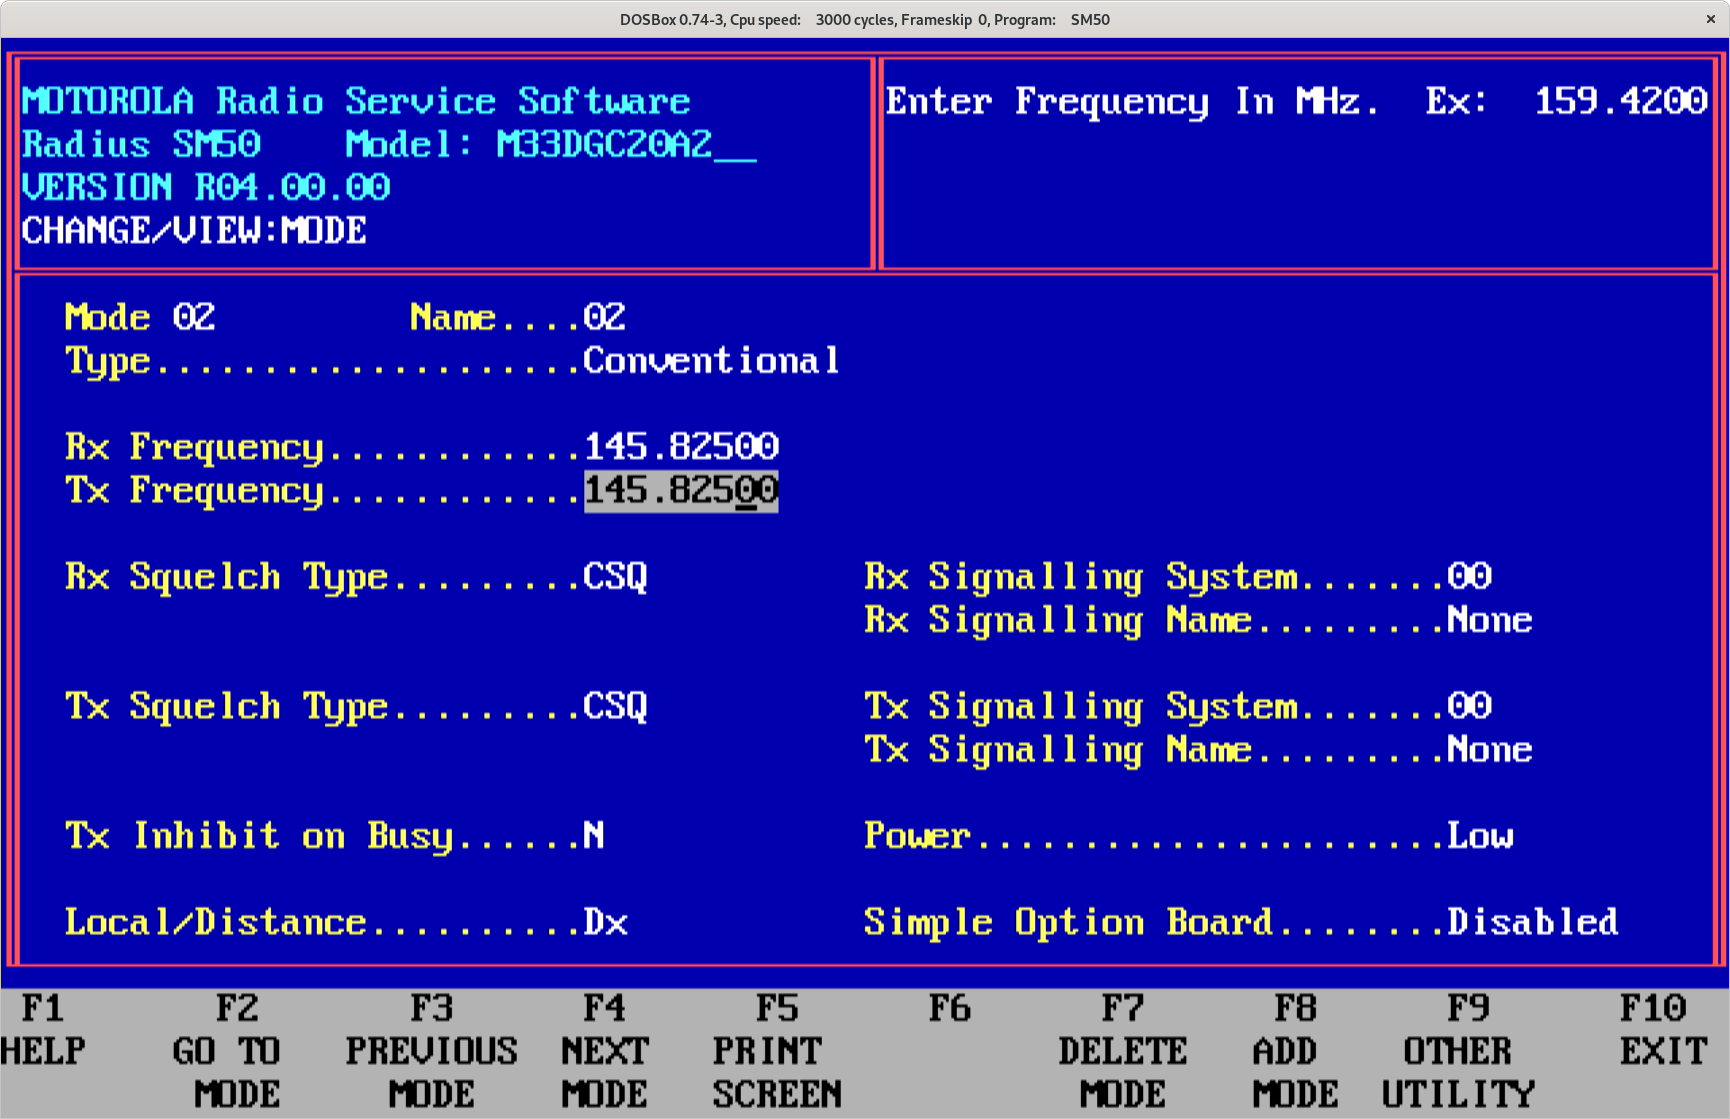 DOSBox 0.74-3, Cpu speed:    3000 cycles, Frameskip  0, Program:    SM50
MOTOROLA Radio Service Software
Radius SM50    Model: M33DGC20A2__
VERSION R04.00.00
CHANGE/VIEW:MODE
Enter Frequency In MHz.  Ex:  159.4200
Mode 02         Name....02
Type....................Conventional
Rx Frequency............145.82500
Tx Frequency............145.82500
Rx Squelch Type.........CSQ          Rx Signalling System.......00
Rx Signalling Name.........None
Tx Squelch Type.........CSQ          Tx Signalling System.......00
Tx Signalling Name.........None
Tx Inhibit on Busy......N            Power......................Low
Local/Distance..........Dx           Simple Option Board........Disabled
F1 F2 F3 F4 F5 F6 F7 F8 F9 F10
HELP GO TO PREVIOUS NEXT PRINT DELETE ADD OTHER EXIT
MODE MODE MODE SCREEN MODE MODE UTILITY